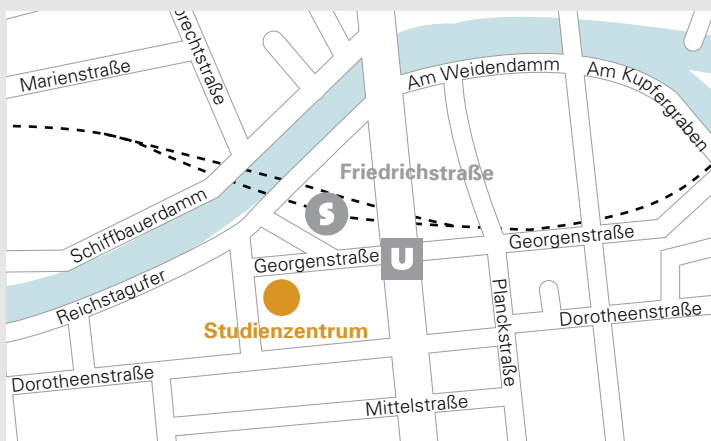 brechtstraße
Marienstraße
Am Weidendamm
Am Kupfergraben
Friedrichstraße
S
Schiffbauerdamm
Georgenstraße
Georgenstraße
U
Reichstagufer
Planckstraße
Studienzentrum
Dorotheenstraße
Dorotheenstraße
Mittelstraße